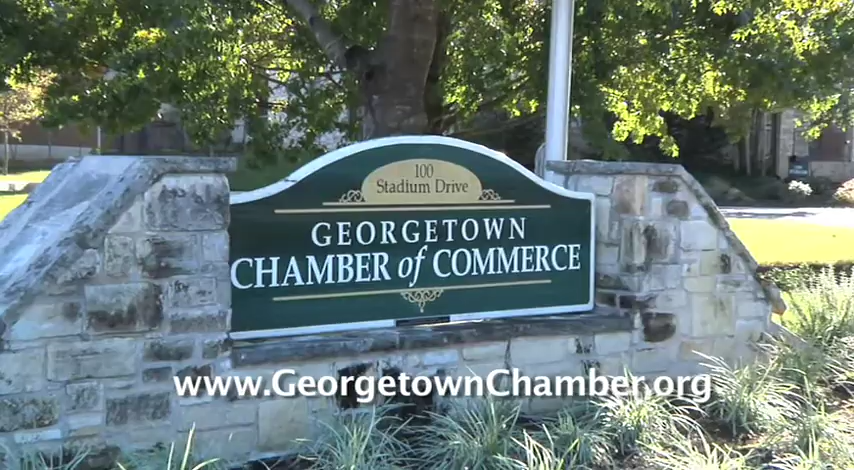 100
Stadium Drive
GEORGETOWN
CHAMBER of COMMERCE
www.GeorgetownChamber.org